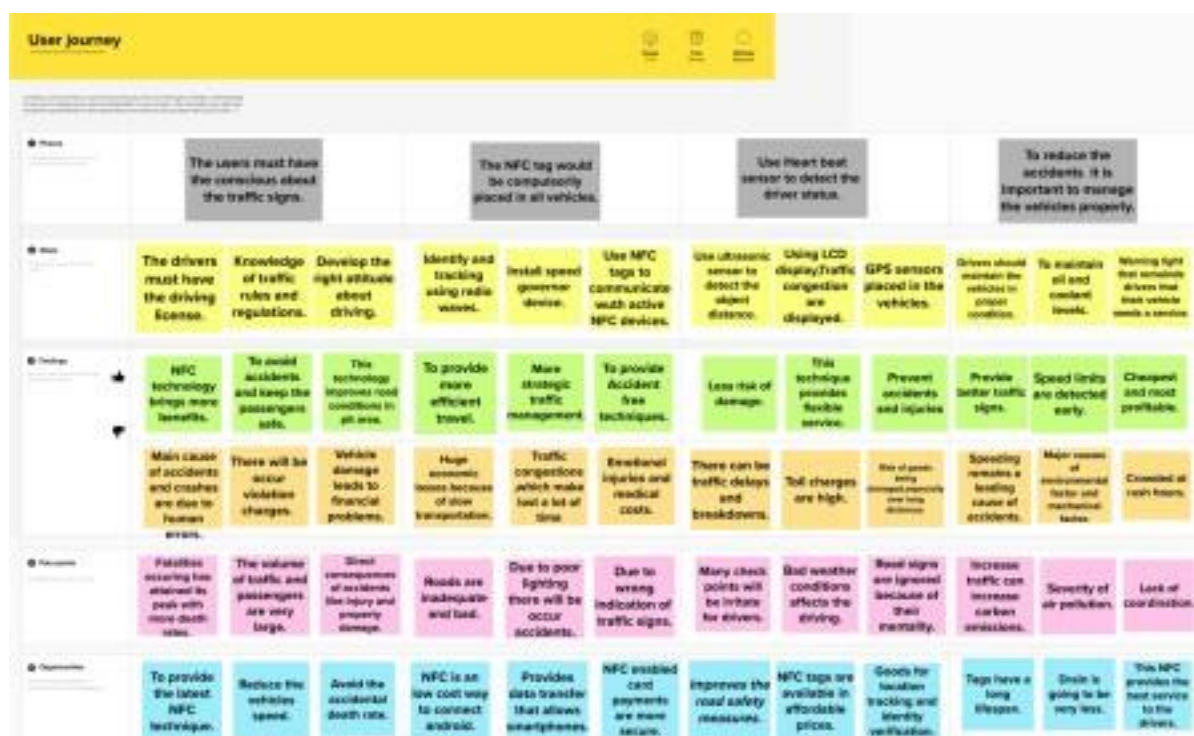 User journey
Phases
The users must have
the conscious about
the traffic signs.
The NFC tag would
be compulsorily
placed in all vehicles.
Use Heart beat
sensor to detect the
driver status.
To reduce the
accidents. It is
important to manage
the vehicles properly.
Steps
The drivers
must have
the driving
license.
Knowledge
of traffic
rules and
regulations.
Develop the
right attitude
about
driving.
Identify and
tracking
using radio
waves.
Install speed
governor
device.
Use NFC
tags to
communicate
wuth active
NFC devices.
Use ultrasonic
sensor to
detect the
object
distance.
Using LCD
display,Traffic
congestion
are
displayed.
GPS sensors
placed in the
vehicles.
Drivers should
maintain the
vehicles in
proper
condition.
To maintain
oil and
coolant
levels.
Warning light
that reminds
drivers that
their vehicle
needs a service.
Feelings
NFC
technology
brings more
benefits.
To avoid
accidents
and keep the
passengers
safe.
This
technology
improves road
conditions in
all area.
To provide
more
efficient
travel.
More
strategic
traffic
management.
To provide
Accident
free
techniques.
Less risk of
damage.
This
technique
provides
flexible
service.
Prevent
accidents
and injuries
Provide
better traffic
signs.
Speed limits
are detected
early.
Cheapest
and most
profitable.
Main cause
of accidents
and crashes
are due to
human
errors.
There will be
occur
violation
charges.
Vehicle
damage
leads to
financial
problems.
Huge
economic
losses because
of slow
transportation.
Traffic
congestions
which make
lost a lot of
time
Emotional
injuries and
medical
costs.
There can be
traffic delays
and
breakdowns.
Toll charges
are high.
Risk of goods
being
damaged especially
over long
distances.
Speeding
remains a
leading
cause of
accidents.
Major causes
of
environmental
factor and
mechanical
factor.
Crowded at
rush hours.
Pain points
Fatalities
occuring has
attained its
peak with
more death
rates.
The volume
of traffic and
passengers
are very
large.
Direct
consequences
of accidents
like injury and
property
damage.
Roads are
inadequate
and bad.
Due to poor
lighting
there will be
occur
accidents.
Due to
wrong
indication of
traffic signs.
Many check
points will
be irritate
for drivers.
Bad weather
conditions
affects the
driving.
Road signs
are ignored
because of
their
mentality.
Increase
traffic can
increase
carbon
emissions.
Severity of
air pollution.
Lack of
coordination.
Opportunities
To provide
the latest
NFC
technique.
Reduce the
vehicles
speed.
Avoid the
accidental
death rate.
NFC is an
low cost way
to connect
android.
Provides
data transfer
that allows
smartphones.
NFC enabled
card
payments
are more
secure.
Improves the
road safety
measures.
NFC tags are
available in
affordable
prices.
Goods for
location
tracking and
identity
verification.
Tags have a
long
lifespan.
Drain is
going to be
very less.
This NFC
provides the
best service
to the
drivers.